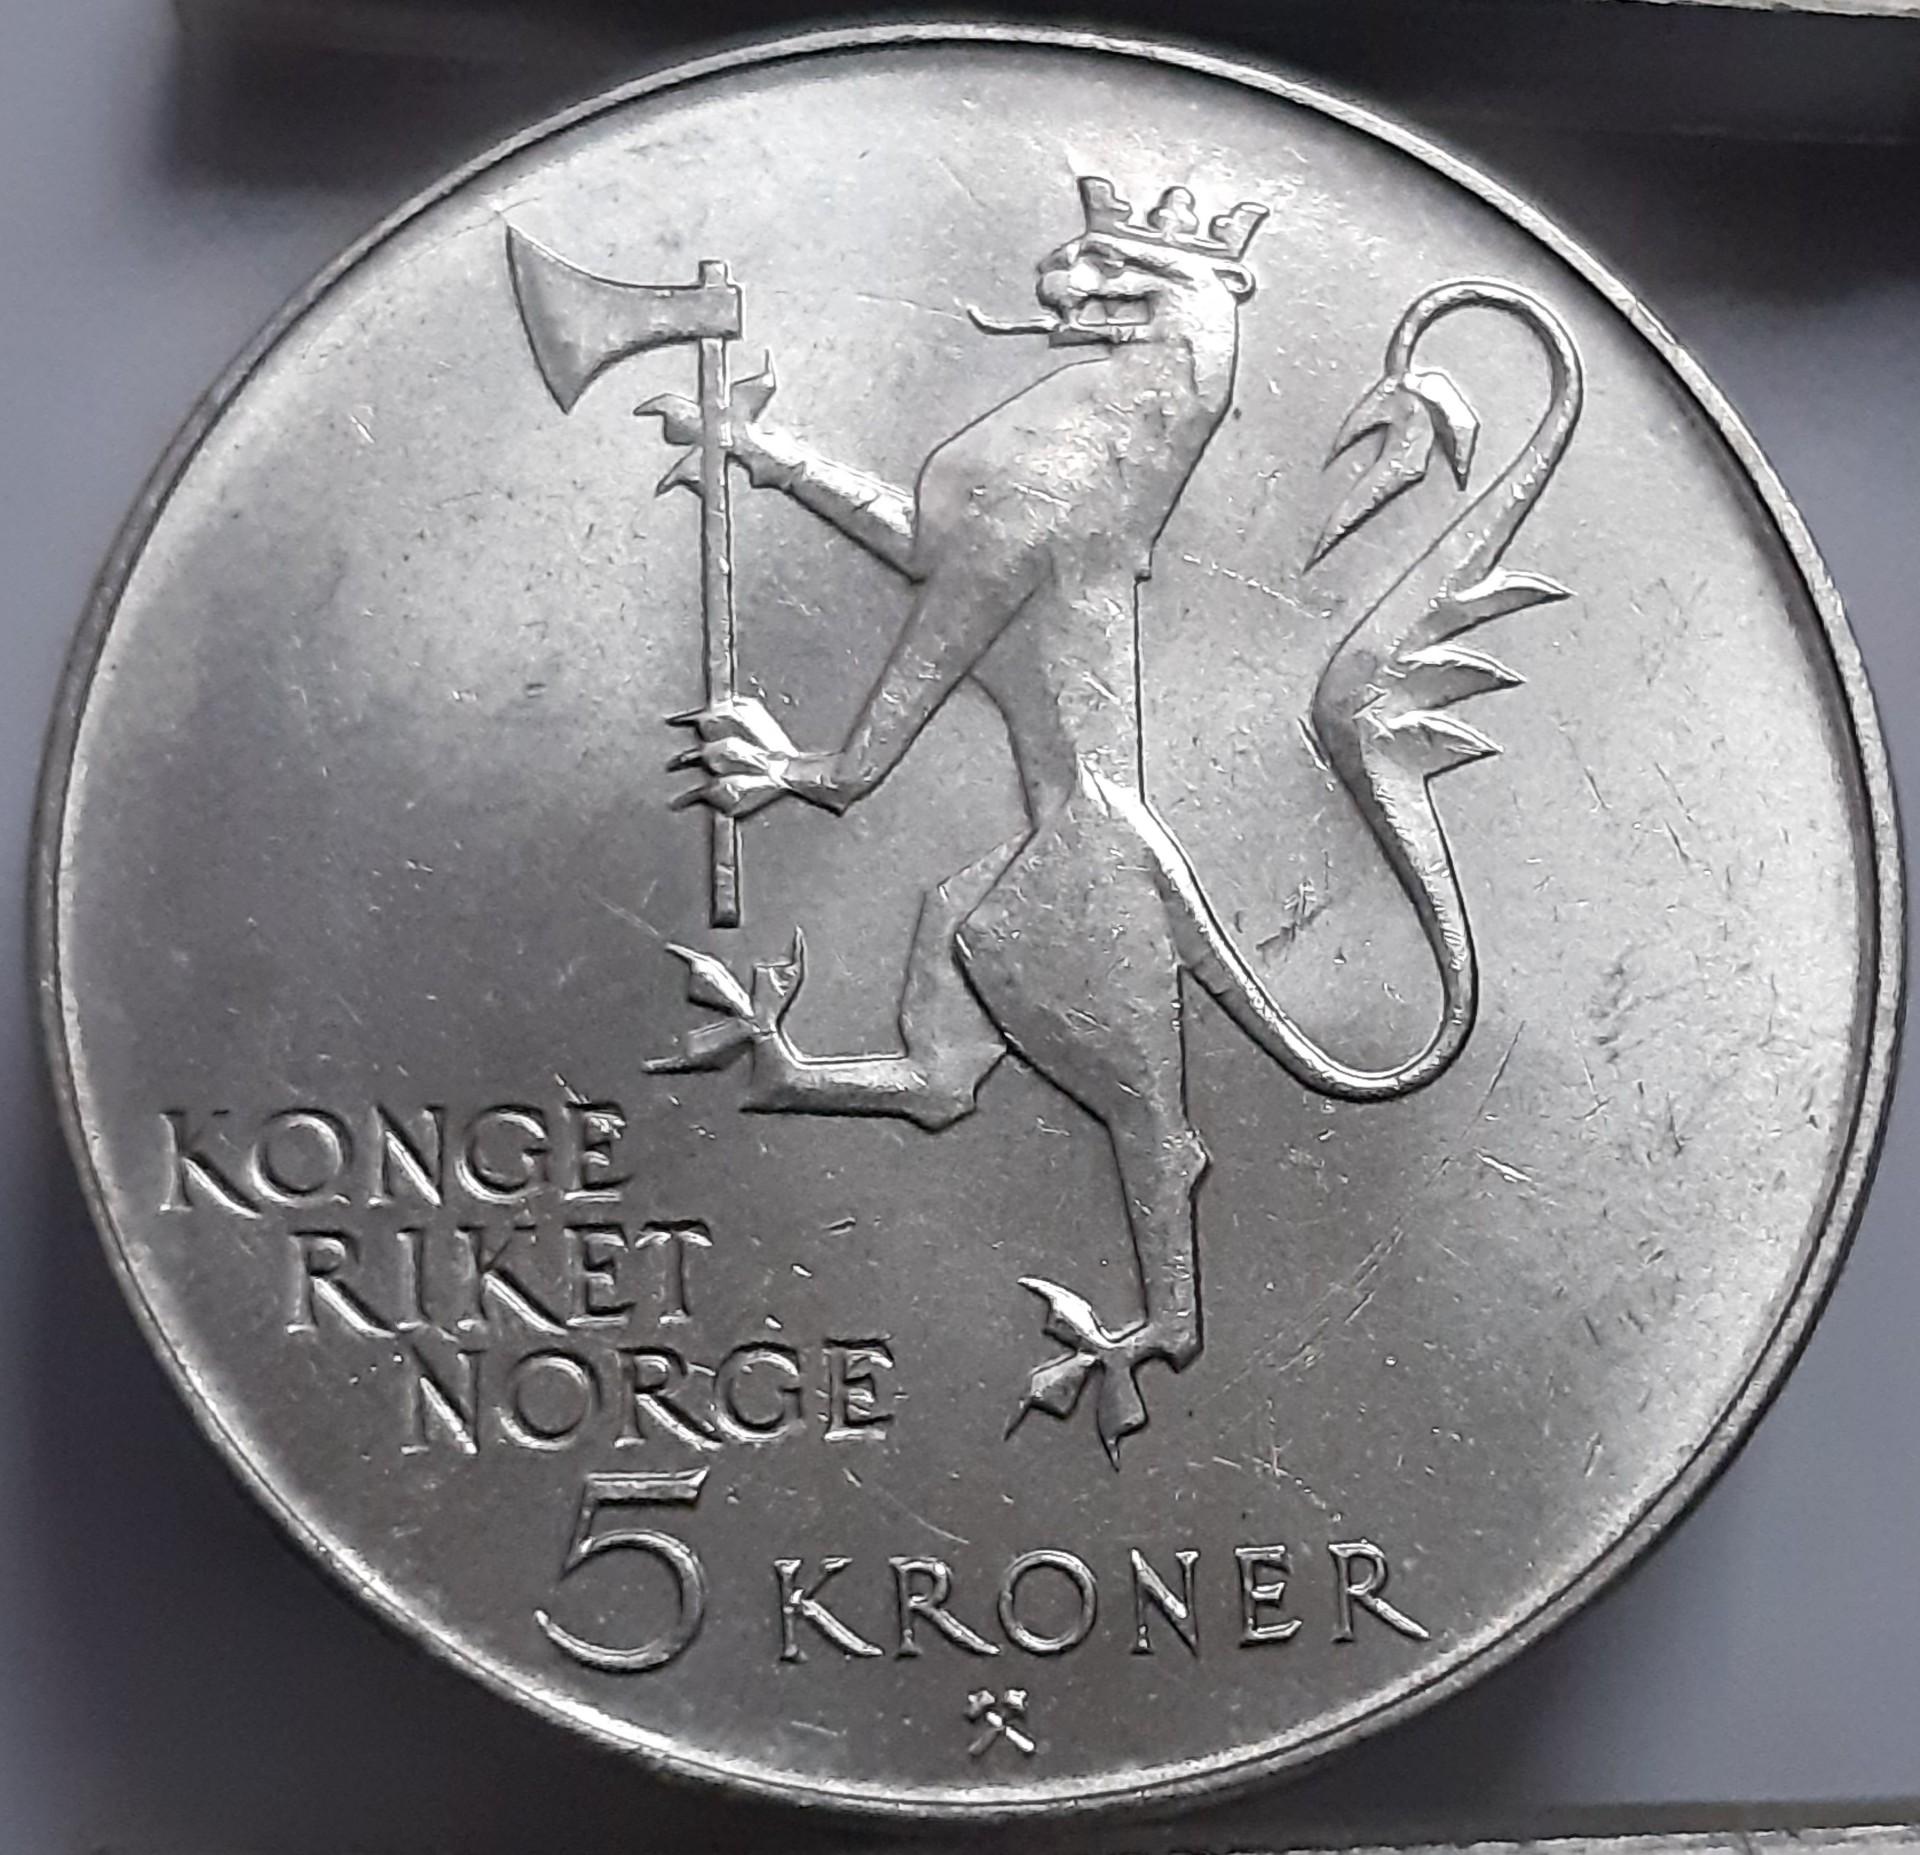 KONGE
RIKET
NORGE
5 KRONER